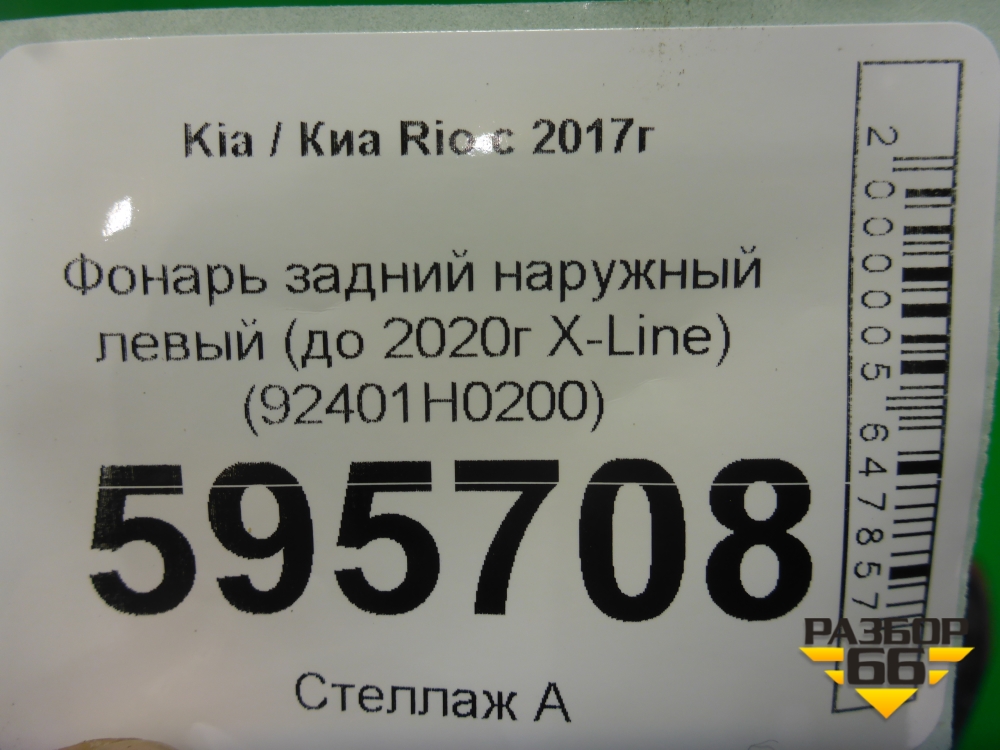 Kia / Киа Rio с 2017г
Фонарь задний наружный
левый (до 2020г X-Line)
(92401H0200)
595708
Стеллаж А
2000005647857
РАЗБОР
66